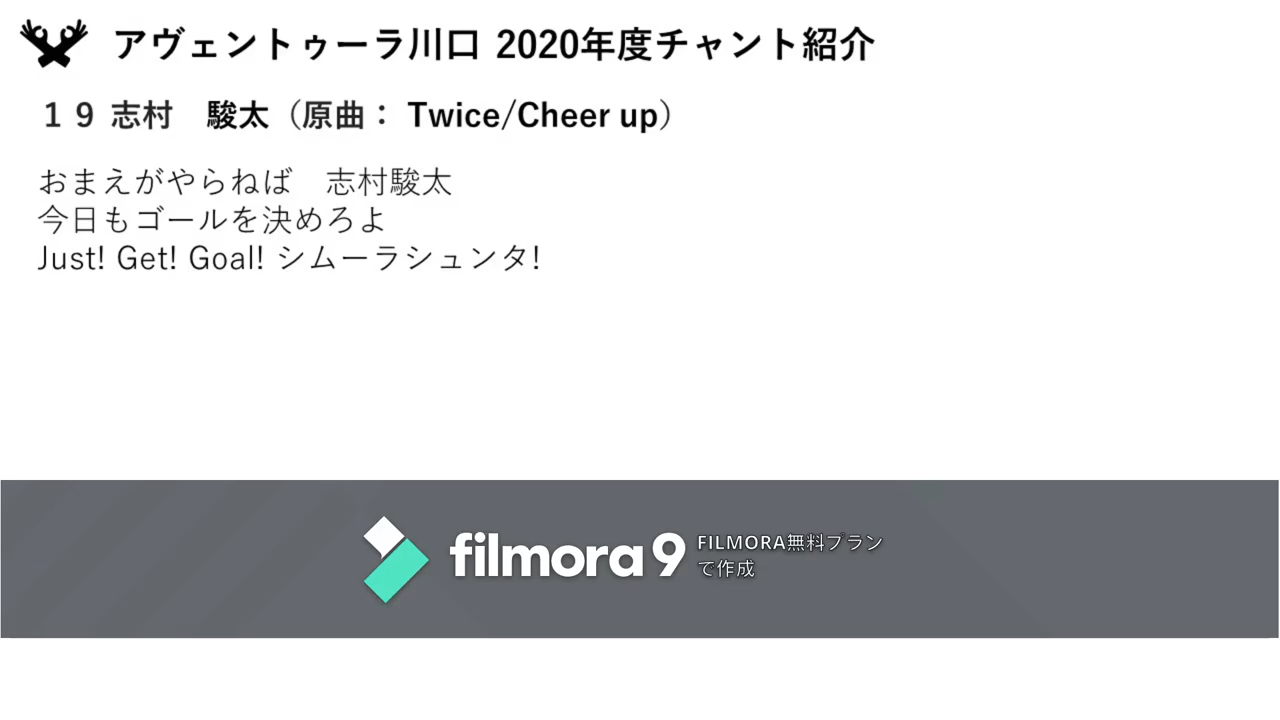 アヴェントゥーラ川口 2020年度チャント紹介
１９ 志村　駿太（原曲： Twice/Cheer up）
おまえがやらねば　志村駿太
今日もゴールを決めろよ
Just! Get! Goal! シムーラシュンタ!
filmora9 FILMORA無料プラン
で作成